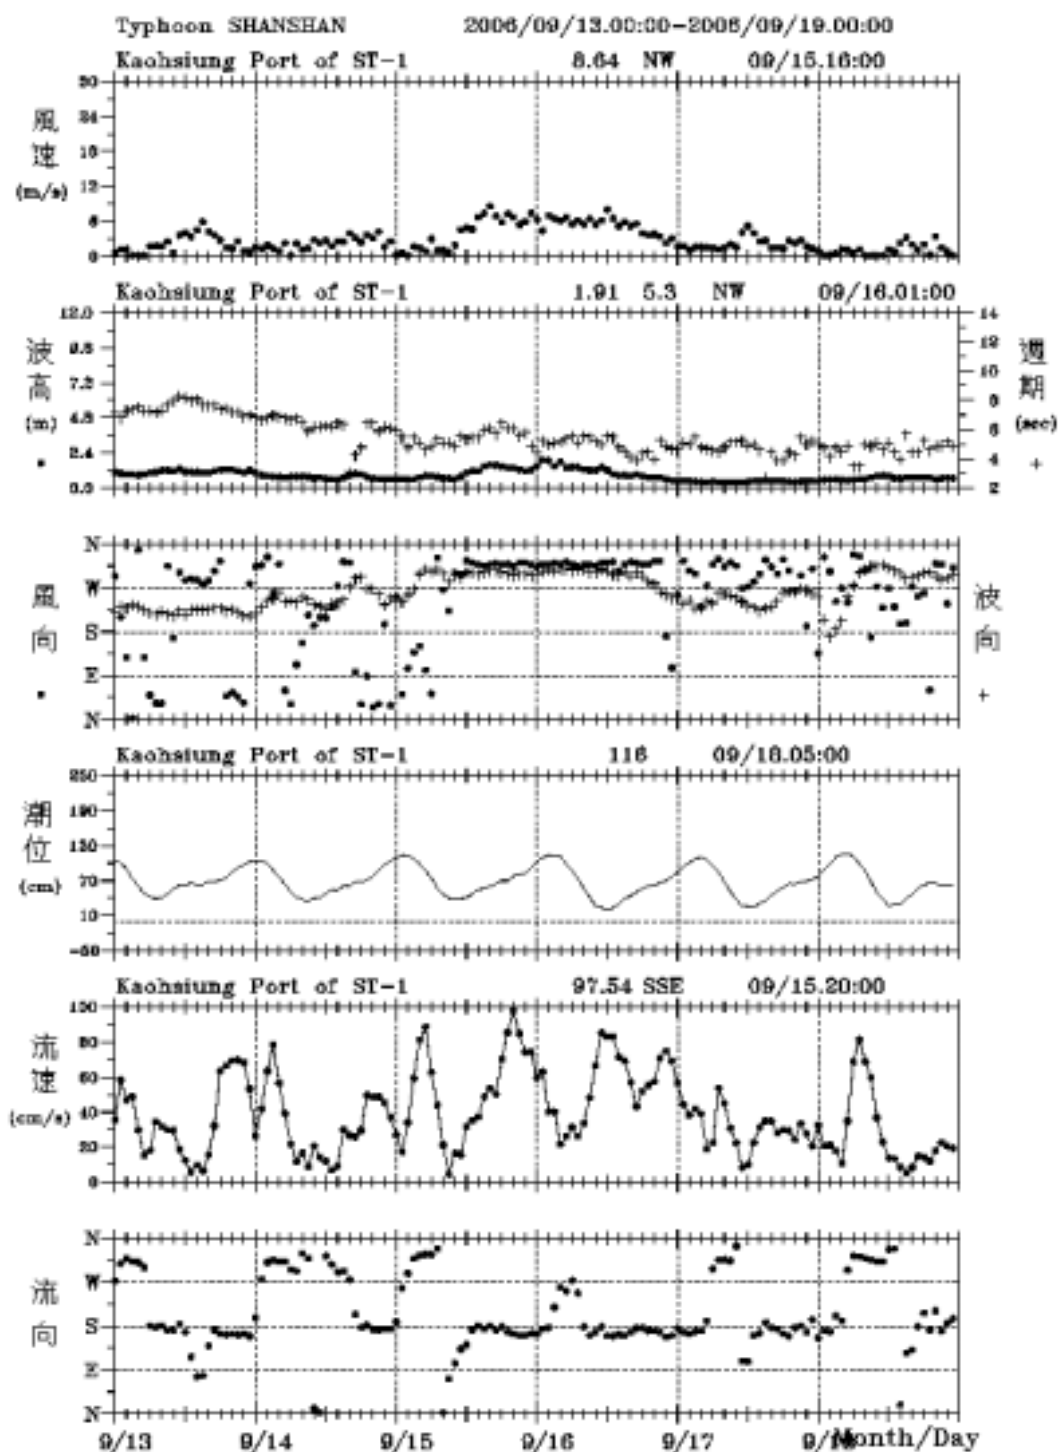 Typhoon SHANSHAN 2006/09/13.00:00-2006/09/19.00:00
Kaohsiung Port of ST-1 8.64 NW 09/15.16:00
風速 (m/s)
30
24
18
12
6
0
Kaohsiung Port of ST-1 1.91 5.3 NW 09/16.01:00
波高 (m)
12.0
9.6
7.2
4.8
2.4
0.0
14
12
10
8
6
4
2
週期 (sec)
風向
N
W
S
E
N
波向
Kaohsiung Port of ST-1 116 09/18.05:00
潮位 (cm)
250
190
130
70
10
-50
Kaohsiung Port of ST-1 97.54 SSE 09/15.20:00
流速 (cm/s)
100
80
60
40
20
0
流向
N
W
S
E
N
9/13 9/14 9/15 9/16 9/17 Month/Day